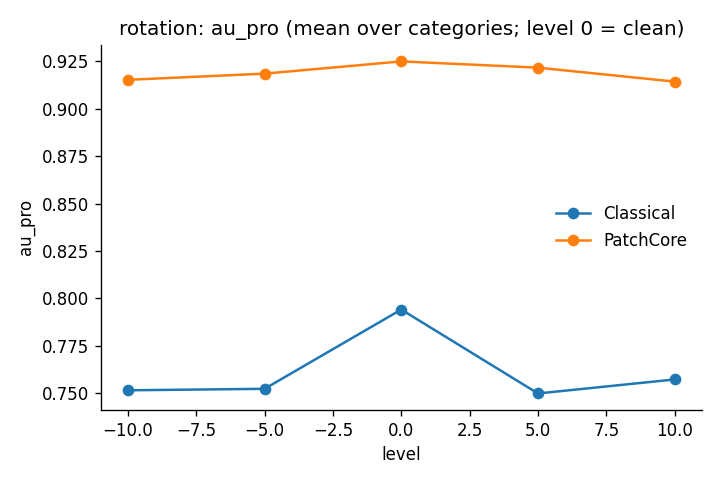 rotation: au_pro (mean over categories; level 0 = clean)
0.925
0.900
0.875
0.850
0.825
0.800
0.775
0.750
au_pro
Classical
PatchCore
−10.0 −7.5 −5.0 −2.5 0.0 2.5 5.0 7.5 10.0
level